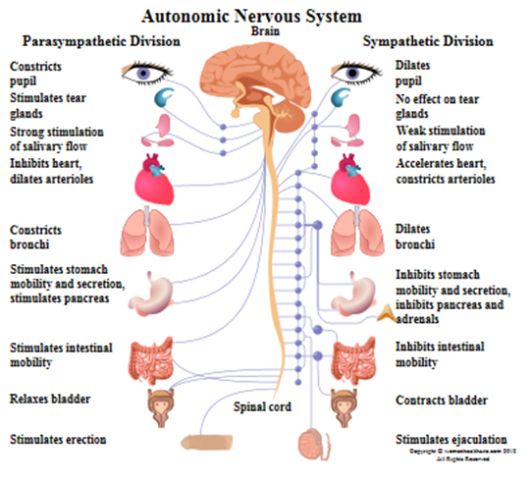 Autonomic Nervous System
Brain
Parasympathetic Division
Sympathetic Division
Constricts
pupil
Stimulates tear
glands
Strong stimulation
of salivary flow
Inhibits heart,
dilates arterioles
Constricts
bronchi
Stimulates stomach
mobility and secretion,
stimulates pancreas
Stimulates intestinal
mobility
Relaxes bladder
Stimulates erection
Spinal cord
Dilates
pupil
No effect on tear
glands
Weak stimulation
of salivary flow
Accelerates heart,
constricts arterioles
Dilates
bronchi
Inhibits stomach
mobility and secretion,
inhibits pancreas and
adrenals
Inhibits intestinal
mobility
Contracts bladder
Stimulates ejaculation
Copyright ©
All Rights Reserved